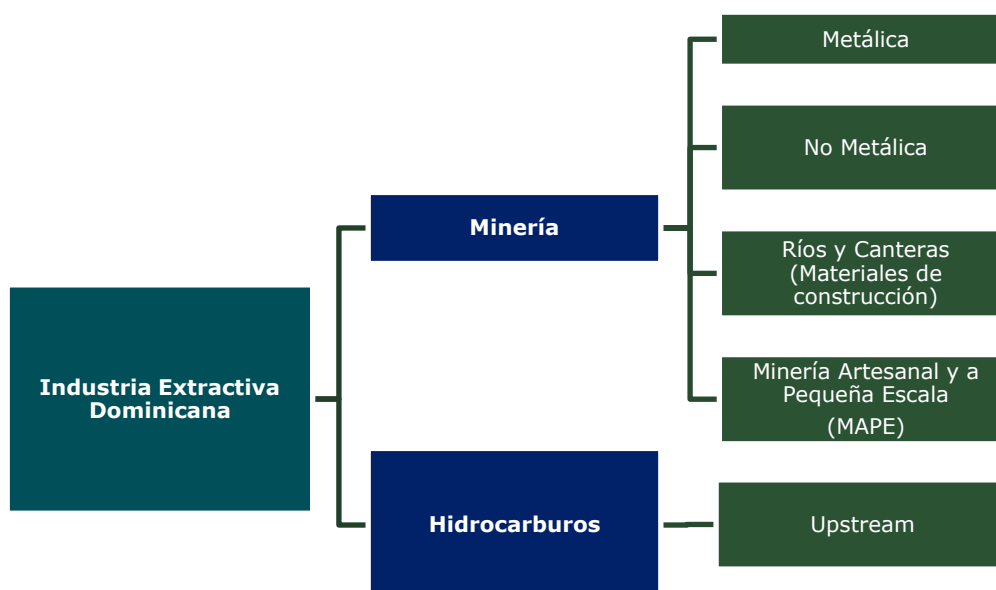 Industria Extractiva
Dominicana
Minería
Metálica
No Metálica
Ríos y Canteras
(Materiales de
construcción)
Minería Artesanal y a
Pequeña Escala
(MAPE)
Hidrocarburos
Upstream